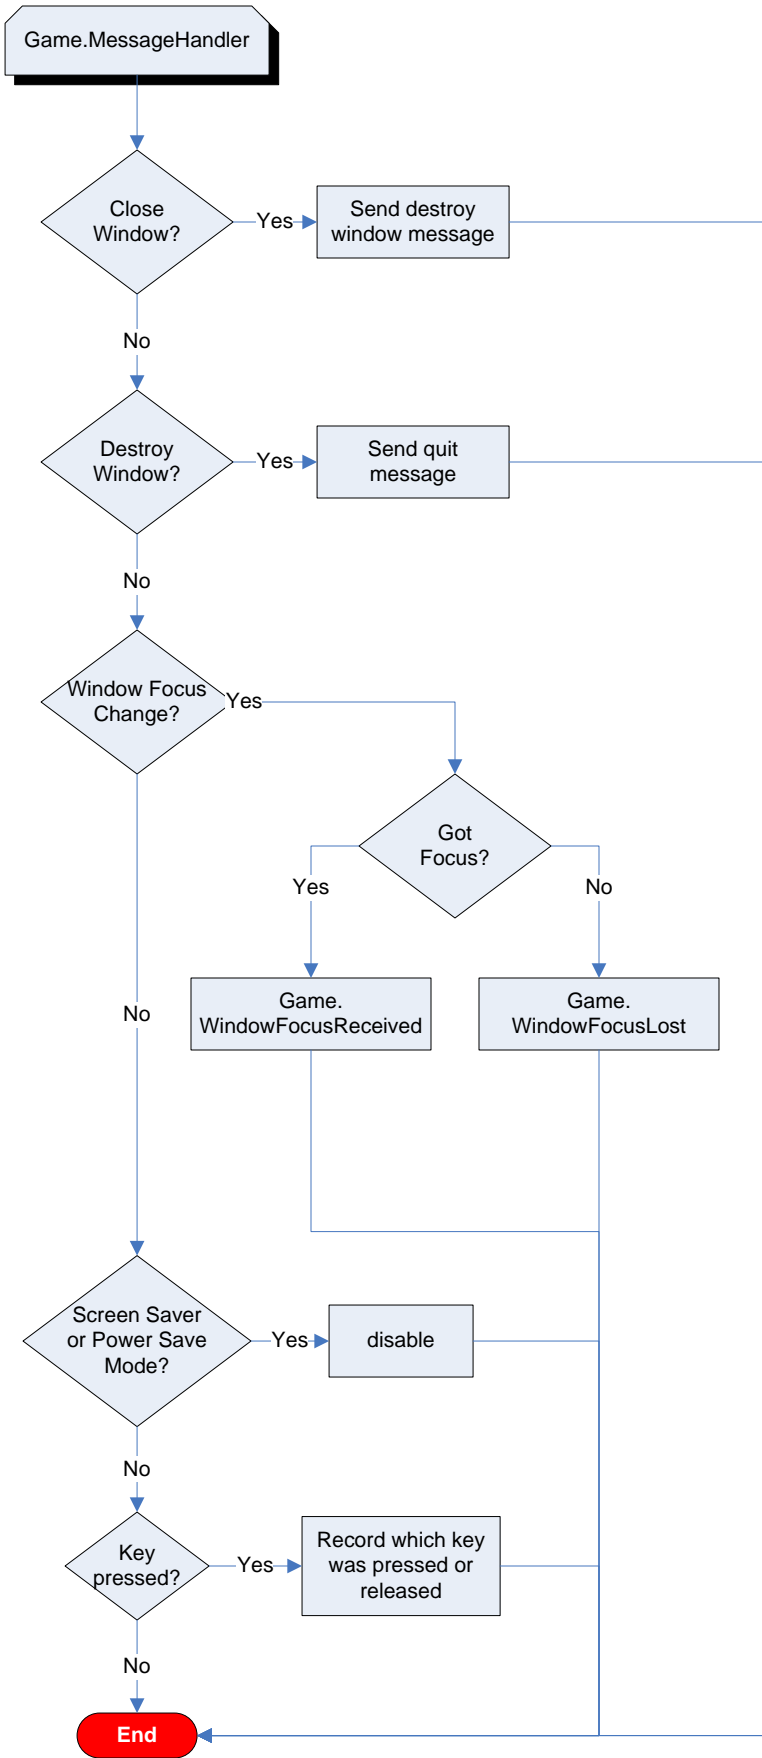 Game.MessageHandler
Close
Window?
Yes
Send destroy
window message
No
Destroy
Window?
Yes
Send quit
message
No
Window Focus
Change?
Yes
Got
Focus?
Yes
No
Game.
WindowFocusReceived
Game.
WindowFocusLost
No
Screen Saver
or Power Save
Mode?
Yes
disable
No
Key
pressed?
Yes
Record which key
was pressed or
released
No
End